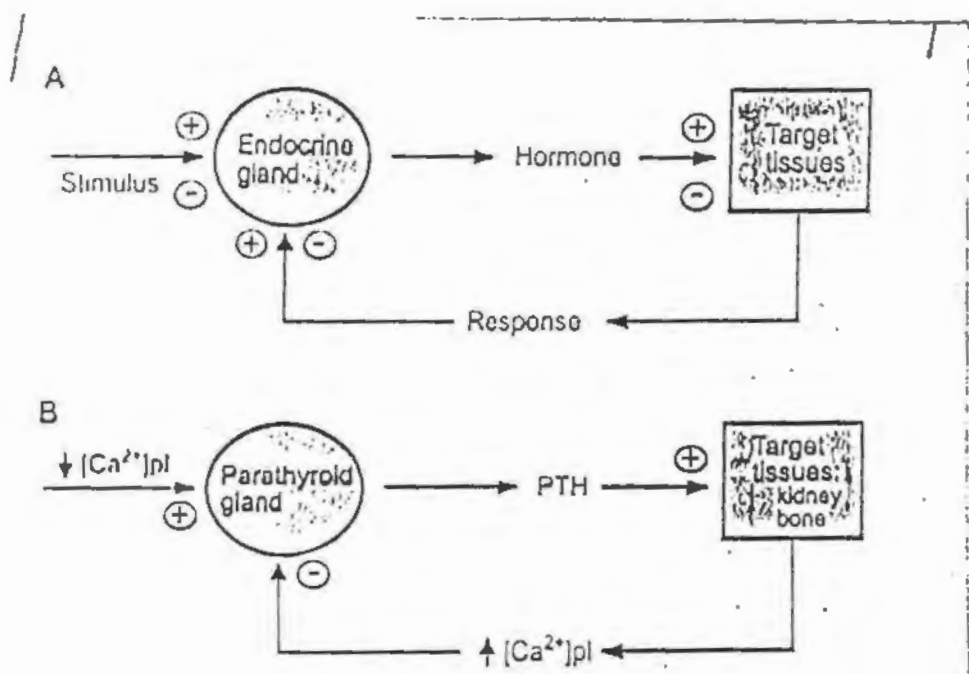 A
+
Stimulus
−
Endocrine
gland
+ −
Hormone
+
−
Target
tissues
Response
B
↓ [Ca²⁺]pl
+
Parathyroid
gland
−
PTH
+
Target
tissues:
kidney
bone
↑ [Ca²⁺]pl